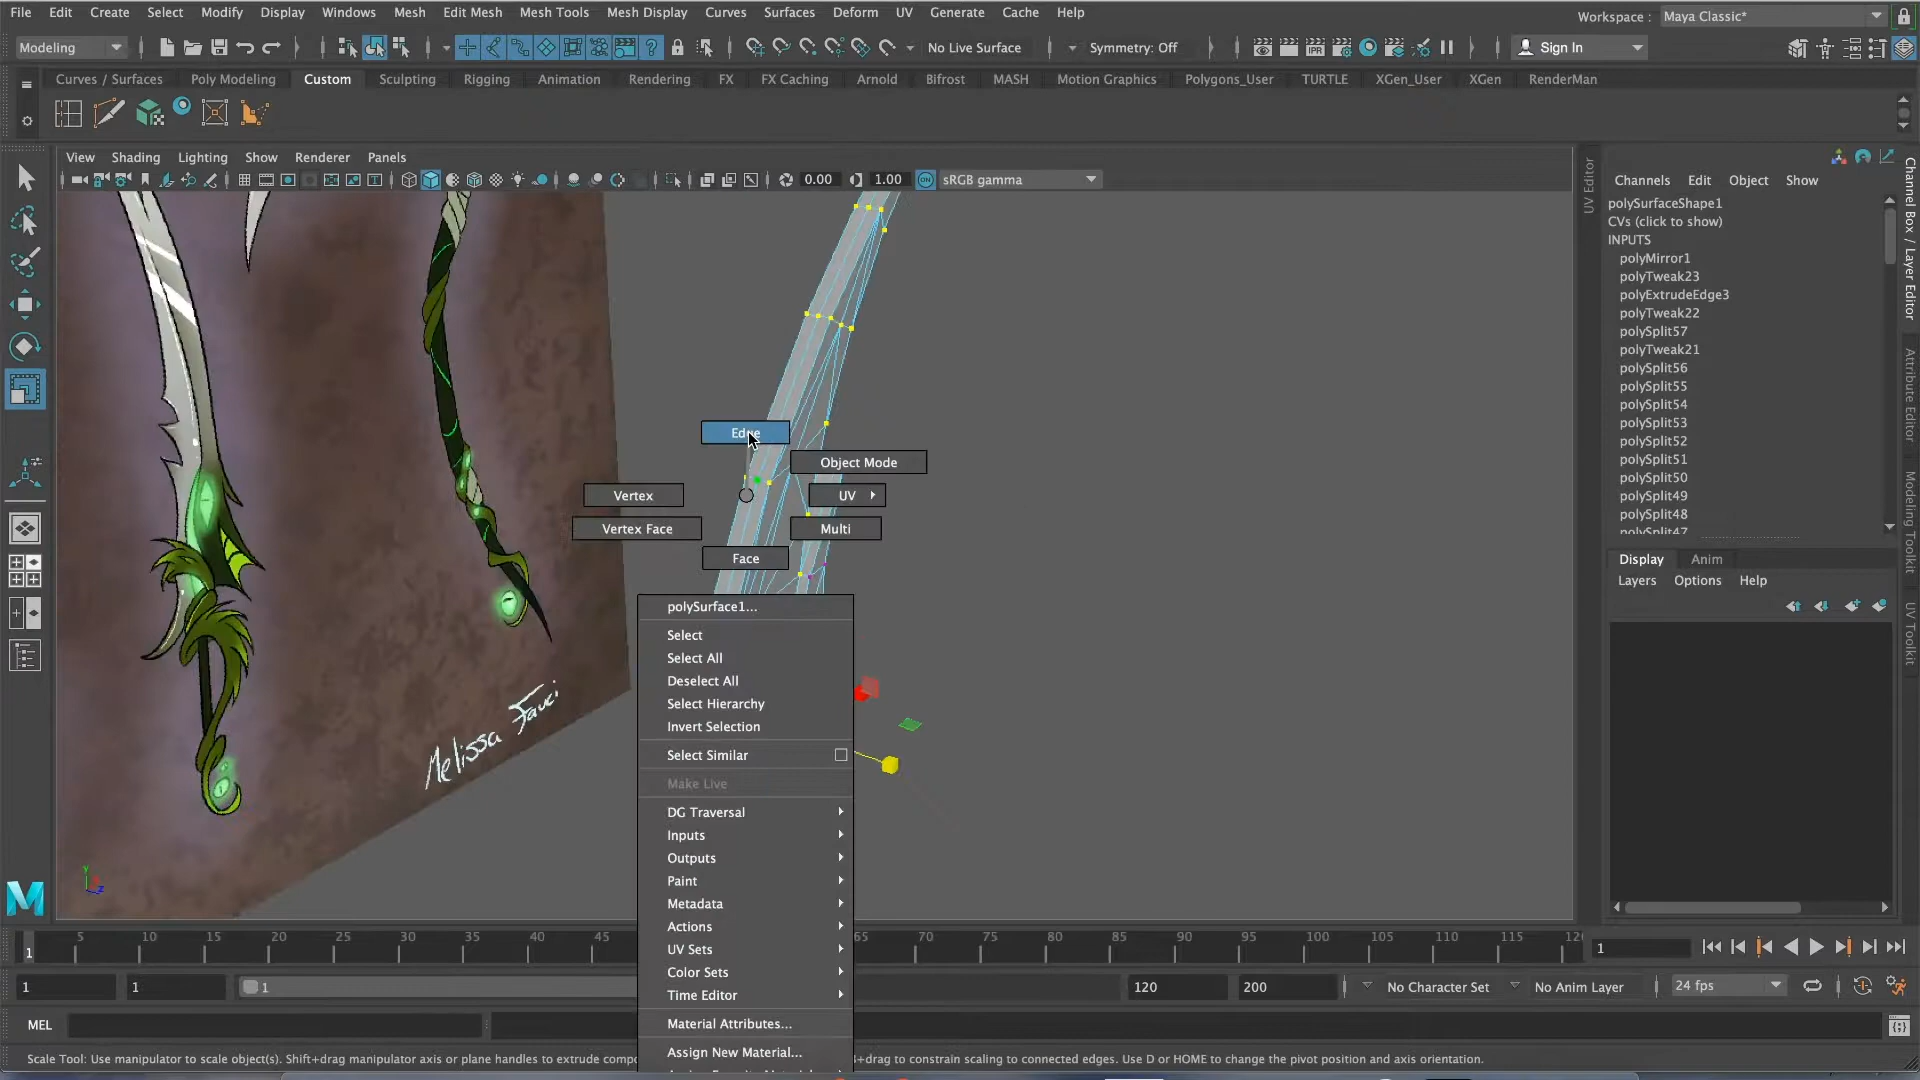 File Edit Create Select Modify Display Windows Mesh Edit Mesh Mesh Tools Mesh Display Curves Surfaces Deform UV Generate Cache Help
Workspace : Maya Classic*
Modeling No Live Surface Symmetry: Off IPR Sign In
Curves / Surfaces Poly Modeling Custom Sculpting Rigging Animation Rendering FX FX Caching Arnold Bifrost MASH Motion Graphics Polygons_User TURTLE XGen_User XGen RenderMan
View Shading Lighting Show Renderer Panels
0.00 1.00 ON sRGB gamma
UV Editor
Channels Edit Object Show
polySurfaceShape1
CVs (click to show)
INPUTS
polyMirror1
polyTweak23
polyExtrudeEdge3
polyTweak22
polySplit57
polyTweak21
polySplit56
polySplit55
polySplit54
polySplit53
polySplit52
polySplit51
polySplit50
polySplit49
polySplit48
polySplit47
Channel Box / Layer Editor
Attribute Editor
Modeling Toolkit
UV Toolkit
Edge
Object Mode
Vertex
UV
Vertex Face
Multi
Face
Melissa
polySurface1...
Select
Select All
Deselect All
Select Hierarchy
Invert Selection
Select Similar
Make Live
DG Traversal
Inputs
Outputs
Paint
Metadata
Actions
UV Sets
Color Sets
Time Editor
Material Attributes...
Assign New Material...
Display Anim
Layers Options Help
y
z
M
1 5 10 15 20 25 30 35 40 45 65 70 75 80 85 90 95 100 105 110 115 1
1 1 1 120 200 No Character Set No Anim Layer 24 fps
MEL
Scale Tool: Use manipulator to scale object(s). Shift+drag manipulator axis or plane handles to extrude +drag to constrain scaling to connected edges. Use D or HOME to change the pivot position and axis orientation.